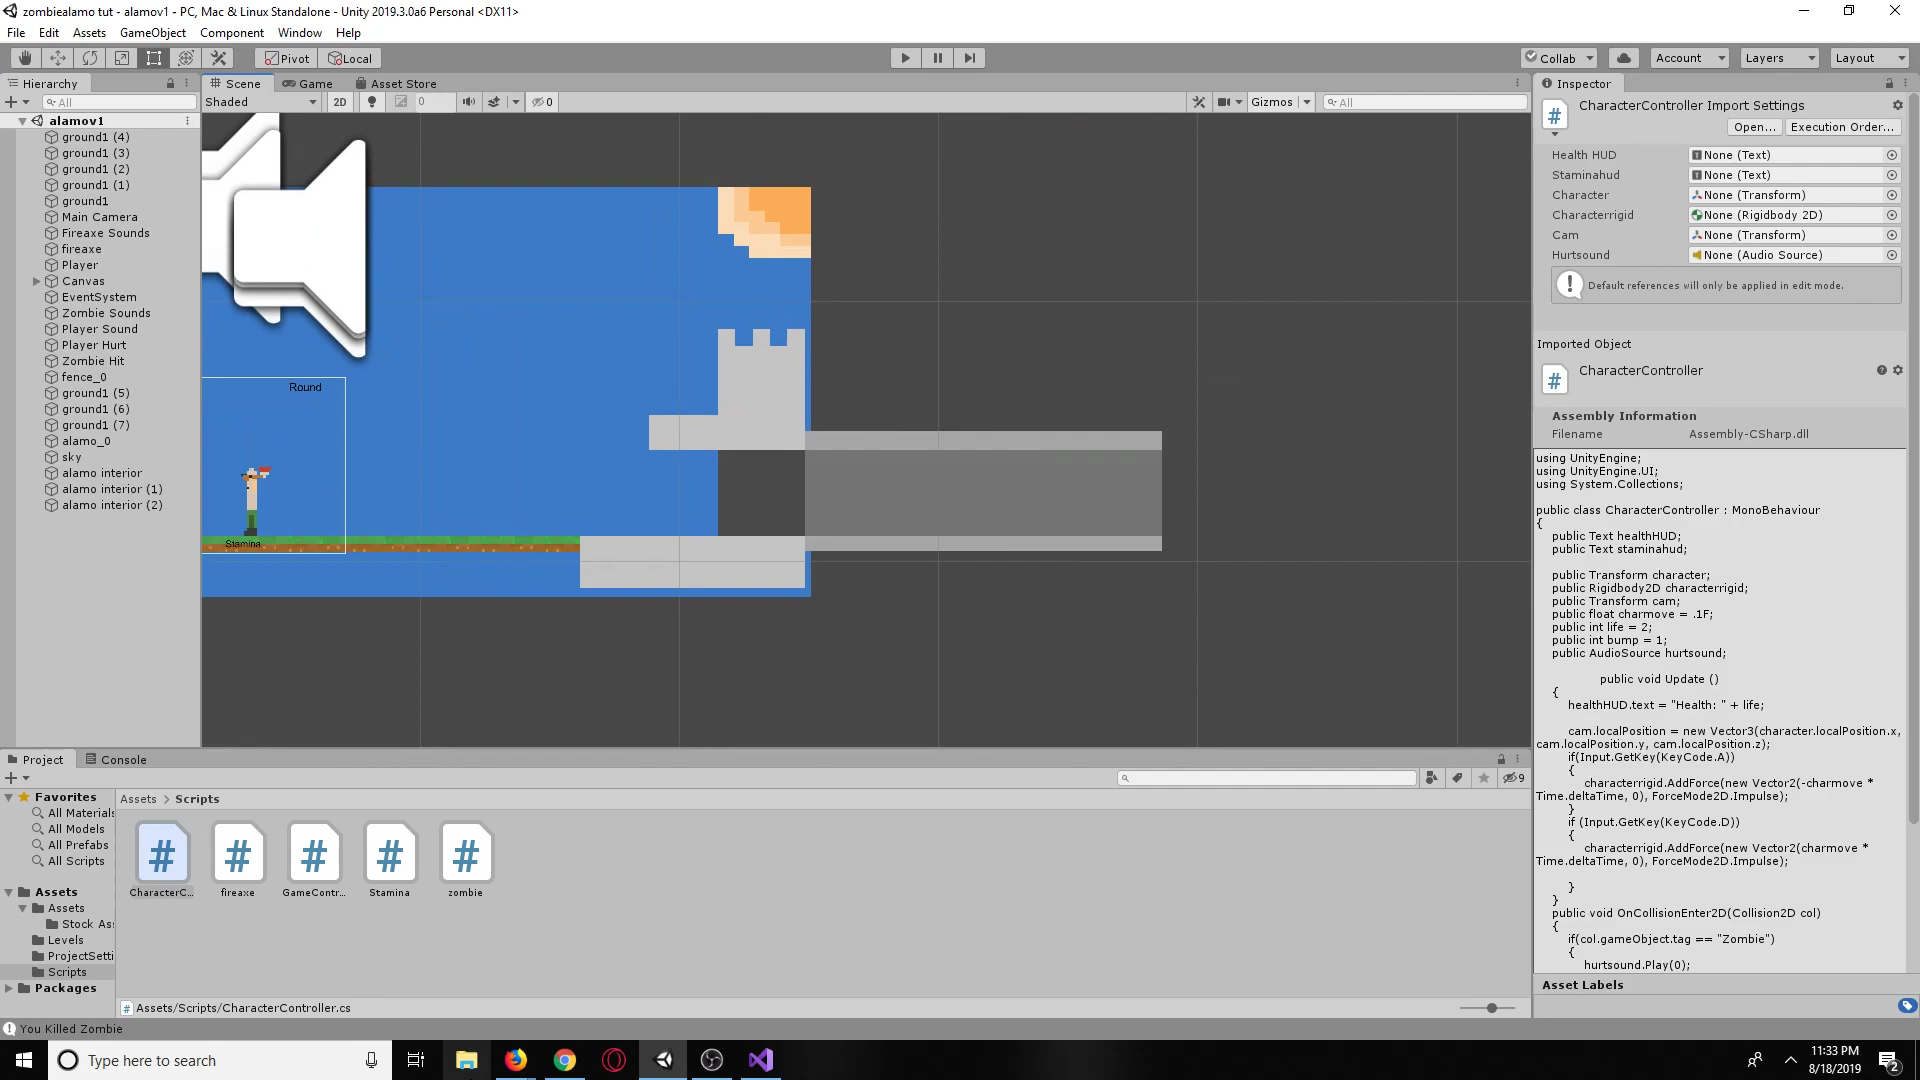 zombiealamo tut - alamov1 - PC, Mac & Linux Standalone - Unity 2019.3.0a6 Personal <DX11>
File Edit Assets GameObject Component Window Help
Pivot Local Collab Account Layers Layout
Hierarchy
All
alamov1
ground1 (4)
ground1 (3)
ground1 (2)
ground1 (1)
ground1
Main Camera
Fireaxe Sounds
fireaxe
Player
Canvas
EventSystem
Zombie Sounds
Player Sound
Player Hurt
Zombie Hit
fence_0
ground1 (5)
ground1 (6)
ground1 (7)
alamo_0
sky
alamo interior
alamo interior (1)
alamo interior (2)
Scene Game Asset Store
Shaded 2D 0 0 Gizmos All
Round
Stamina
Inspector
CharacterController Import Settings
Open... Execution Order...
Health HUD None (Text)
Staminahud None (Text)
Character None (Transform)
Characterrigid None (Rigidbody 2D)
Cam None (Transform)
Hurtsound None (Audio Source)
Default references will only be applied in edit mode.
Imported Object
CharacterController
Assembly Information
Filename Assembly-CSharp.dll
using UnityEngine;
using UnityEngine.UI;
using System.Collections;
public class CharacterController : MonoBehaviour
{
public Text healthHUD;
public Text staminahud;
public Transform character;
public Rigidbody2D characterrigid;
public Transform cam;
public float charmove = .1F;
public int life = 2;
public int bump = 1;
public AudioSource hurtsound;
public void Update ()
{
healthHUD.text = "Health: " + life;
cam.localPosition = new Vector3(character.localPosition.x,
cam.localPosition.y, cam.localPosition.z);
if(Input.GetKey(KeyCode.A))
{
characterrigid.AddForce(new Vector2(-charmove *
Time.deltaTime, 0), ForceMode2D.Impulse);
}
if (Input.GetKey(KeyCode.D))
{
characterrigid.AddForce(new Vector2(charmove *
Time.deltaTime, 0), ForceMode2D.Impulse);
}
}
public void OnCollisionEnter2D(Collision2D col)
{
if(col.gameObject.tag == "Zombie")
{
hurtsound.Play(0);
Asset Labels
Project Console
9
Favorites
All Materials
All Models
All Prefabs
All Scripts
Assets
Assets
Stock As
Levels
ProjectSetti
Scripts
Packages
Assets > Scripts
CharacterC... fireaxe GameContr... Stamina zombie
Assets/Scripts/CharacterController.cs
You Killed Zombie
Type here to search
11:33 PM
8/18/2019
2